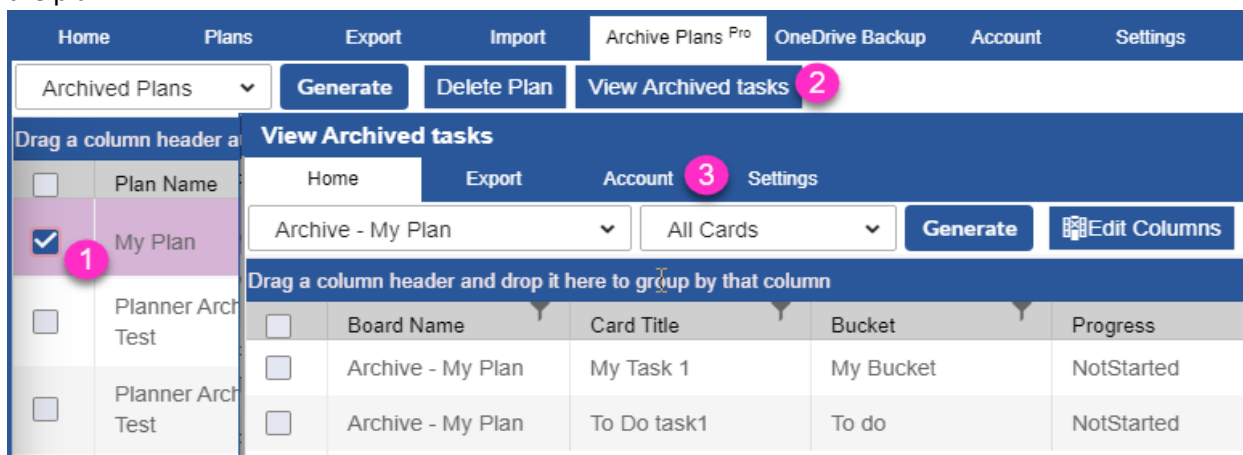 Home Plans Export Import Archive Plans Pro OneDrive Backup Account Settings
Archived Plans Generate Delete Plan View Archived tasks 2
Drag a column header a
View Archived tasks
Plan Name
Home Export Account 3 Settings
My Plan
1
Archive - My Plan All Cards Generate Edit Columns
Drag a column header and drop it here to group by that column
Planner Arch
Test
Board Name Card Title Bucket Progress
Archive - My Plan My Task 1 My Bucket NotStarted
Planner Arch
Test
Archive - My Plan To Do task1 To do NotStarted